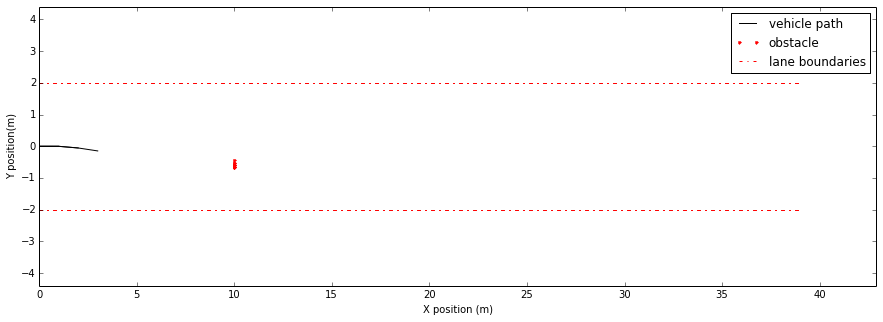 4
3
2
1
0
−1
−2
−3
−4
Y position(m)
0 5 10 15 20 25 30 35 40
X position (m)
vehicle path
obstacle
lane boundaries